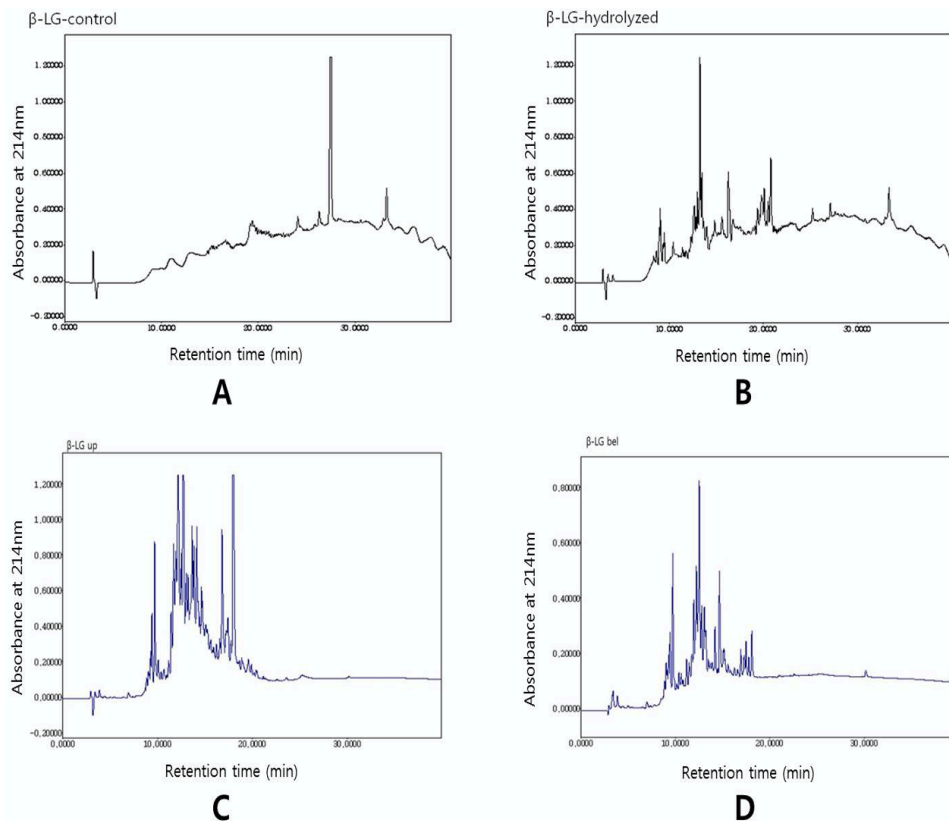 β-LG-control
Absorbance at 214nm
1.20000
1.00000
0.80000
0.60000
0.40000
0.20000
0.00000
-0.20000
0.0000 10.0000 20.0000 30.0000
Retention time (min)
A
β-LG-hydrolyzed
Absorbance at 214nm
1.20000
1.00000
0.80000
0.60000
0.40000
0.20000
0.00000
-0.20000
0.0000 10.0000 20.0000 30.0000
Retention time (min)
B
β-LG up
Absorbance at 214nm
1.20000
1.00000
0.80000
0.60000
0.40000
0.20000
0.00000
-0.20000
0.0000 10.0000 20.0000 30.0000
Retention time (min)
C
β-LG bel
Absorbance at 214nm
0.80000
0.60000
0.40000
0.20000
0.00000
0.0000 10.0000 20.0000 30.0000
Retention time (min)
D